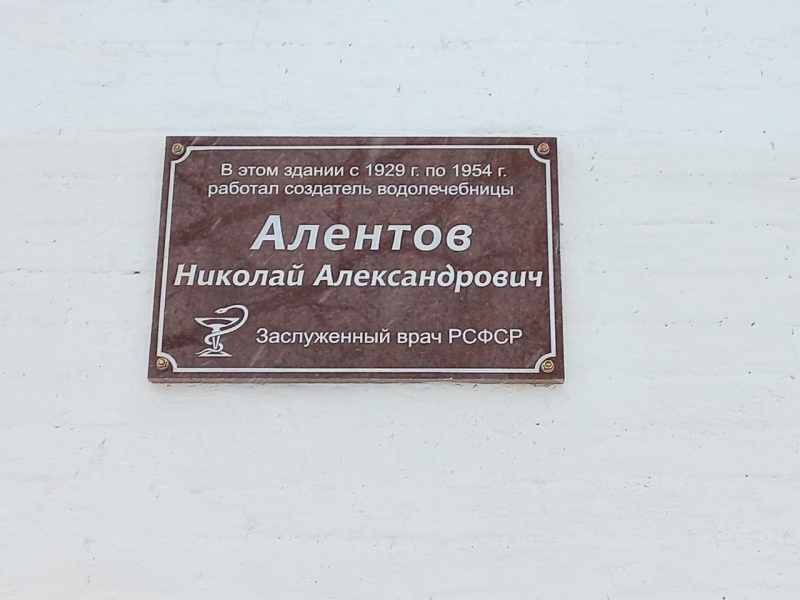 В этом здании с 1929 г. по 1954 г.
работал создатель водолечебницы
Алентов
Николай Александрович
Заслуженный врач РСФСР